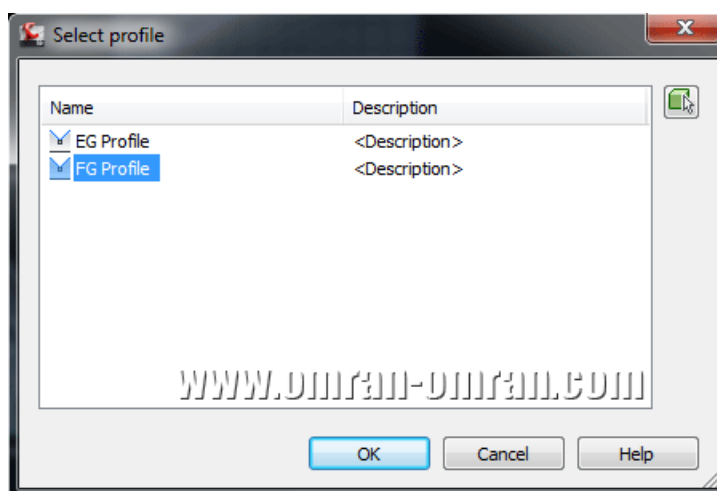 Select profile
Name Description
EG Profile <Description>
FG Profile <Description>
www.omran-omran.com
OK Cancel Help